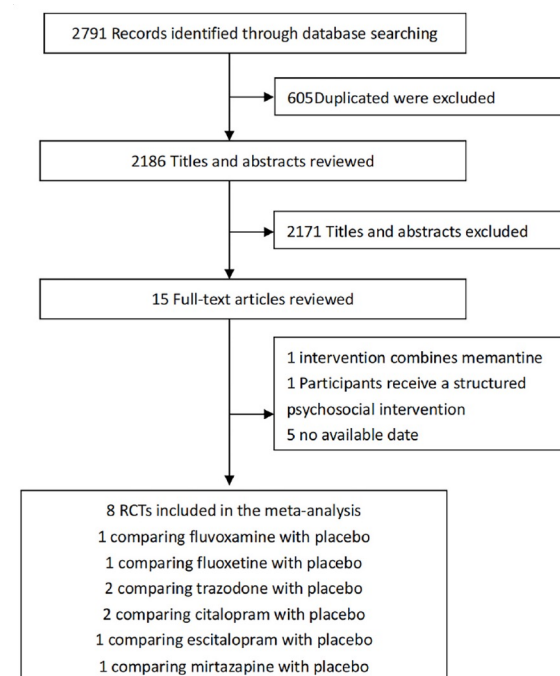 2791 Records identified through database searching
605Duplicated were excluded
2186 Titles and abstracts reviewed
2171 Titles and abstracts excluded
15 Full-text articles reviewed
1 intervention combines memantine
1 Participants receive a structured
psychosocial intervention
5 no available date
8 RCTs included in the meta-analysis
1 comparing fluvoxamine with placebo
1 comparing fluoxetine with placebo
2 comparing trazodone with placebo
2 comparing citalopram with placebo
1 comparing escitalopram with placebo
1 comparing mirtazapine with placebo